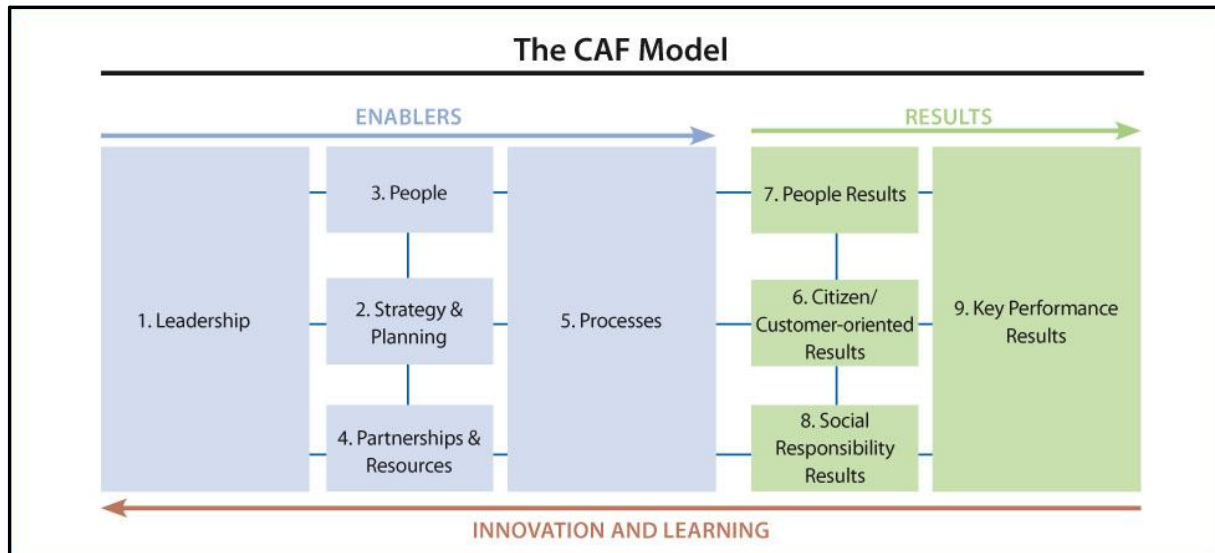 The CAF Model
ENABLERS
RESULTS
1. Leadership
3. People
2. Strategy &
Planning
4. Partnerships &
Resources
5. Processes
7. People Results
6. Citizen/
Customer-oriented
Results
8. Social
Responsibility
Results
9. Key Performance
Results
INNOVATION AND LEARNING